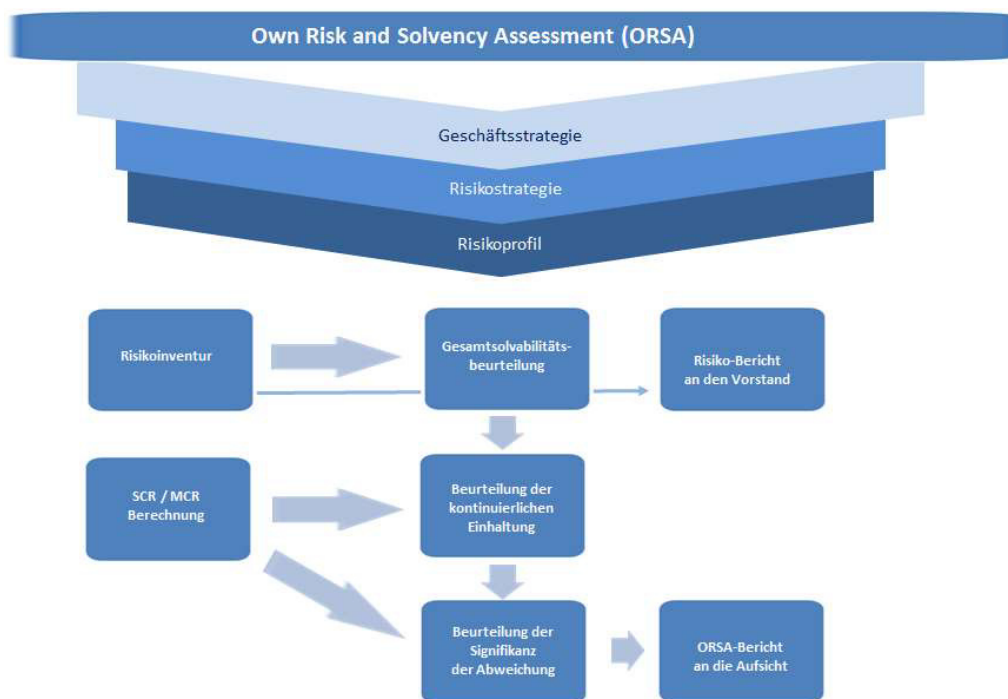 Own Risk and Solvency Assessment (ORSA)
Geschäftsstrategie
Risikostrategie
Risikoprofil
Risikoinventur
Gesamtsolvabilitäts-
beurteilung
Risiko-Bericht
an den Vorstand
SCR / MCR
Berechnung
Beurteilung der
kontinuierlichen
Einhaltung
Beurteilung der
Signifikanz
der Abweichung
ORSA-Bericht
an die Aufsicht